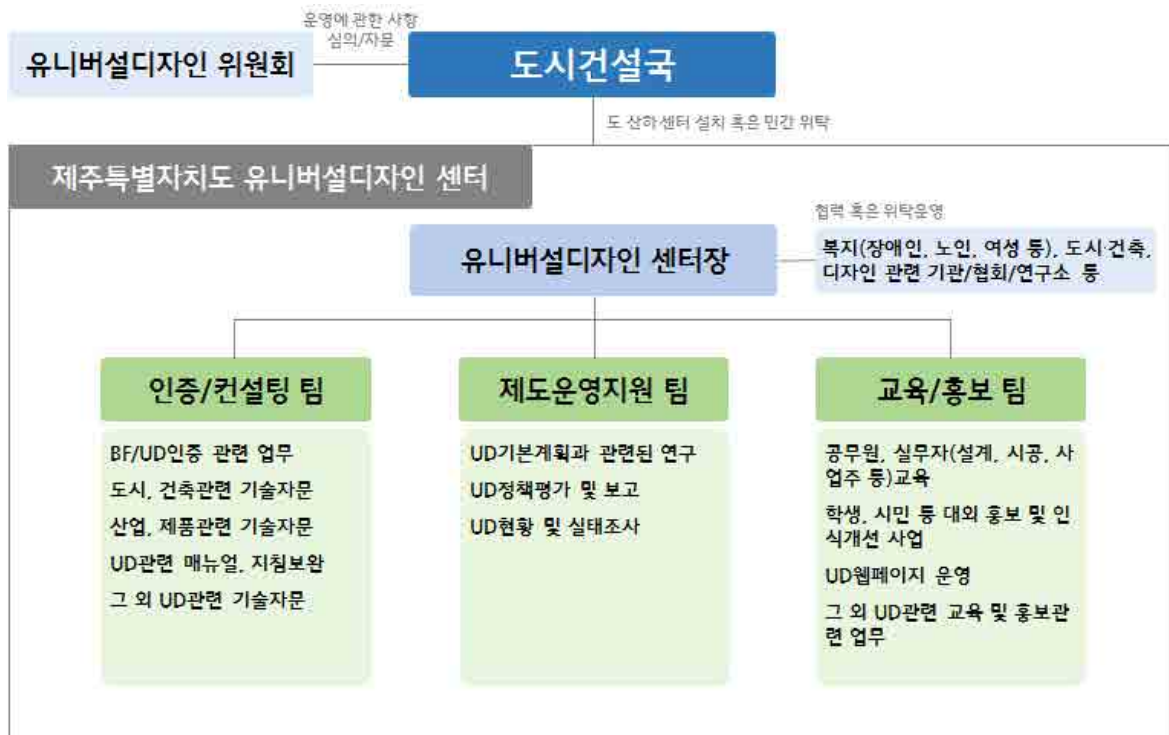 운영에 관한 사항
심의/자문
유니버설디자인 위원회
도시건설국
도 산하 센터 설치 혹은 민간 위탁
제주특별자치도 유니버설디자인 센터
협력 혹은 위탁운영
유니버설디자인 센터장
복지(장애인, 노인, 여성 등), 도시·건축,
디자인 관련 기관/협회/연구소 등
인증/컨설팅 팀
BF/UD인증 관련 업무
도시, 건축관련 기술자문
산업, 제품관련 기술자문
UD관련 매뉴얼, 지침보완
그 외 UD관련 기술자문
제도운영지원 팀
UD기본계획과 관련된 연구
UD정책평가 및 보고
UD현황 및 실태조사
교육/홍보 팀
공무원, 실무자(설계, 시공, 사
업주 등)교육
학생, 시민 등 대외 홍보 및 인
식개선 사업
UD웹페이지 운영
그 외 UD관련 교육 및 홍보관
련 업무